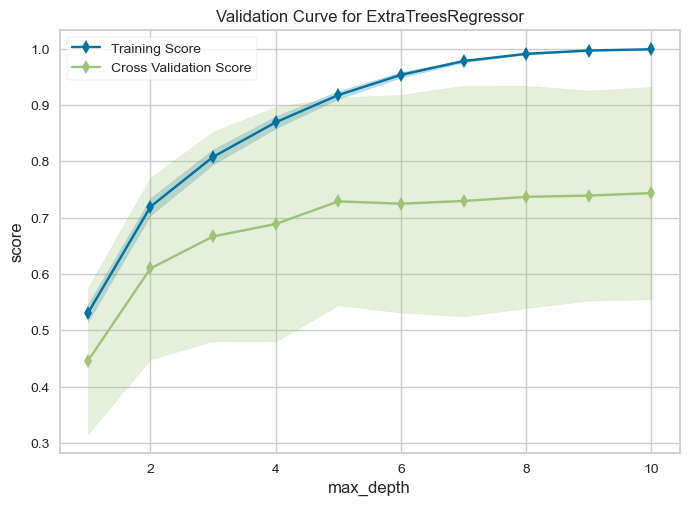 Validation Curve for ExtraTreesRegressor
Training Score
Cross Validation Score
score
1.0
0.9
0.8
0.7
0.6
0.5
0.4
0.3
2 4 6 8 10
max_depth